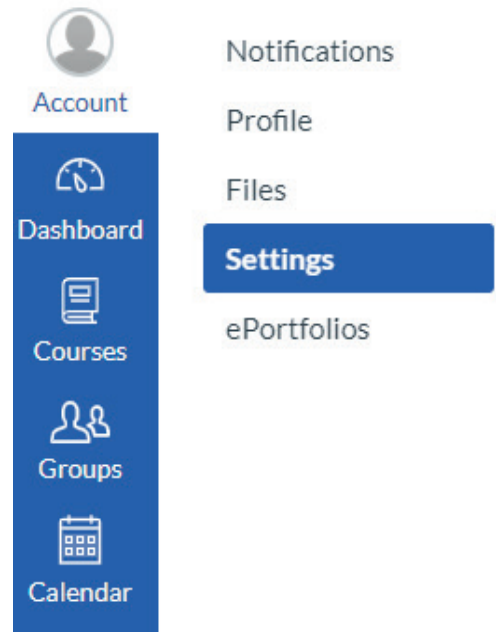 Account
Dashboard
Courses
Groups
Calendar
Notifications
Profile
Files
Settings
ePortfolios